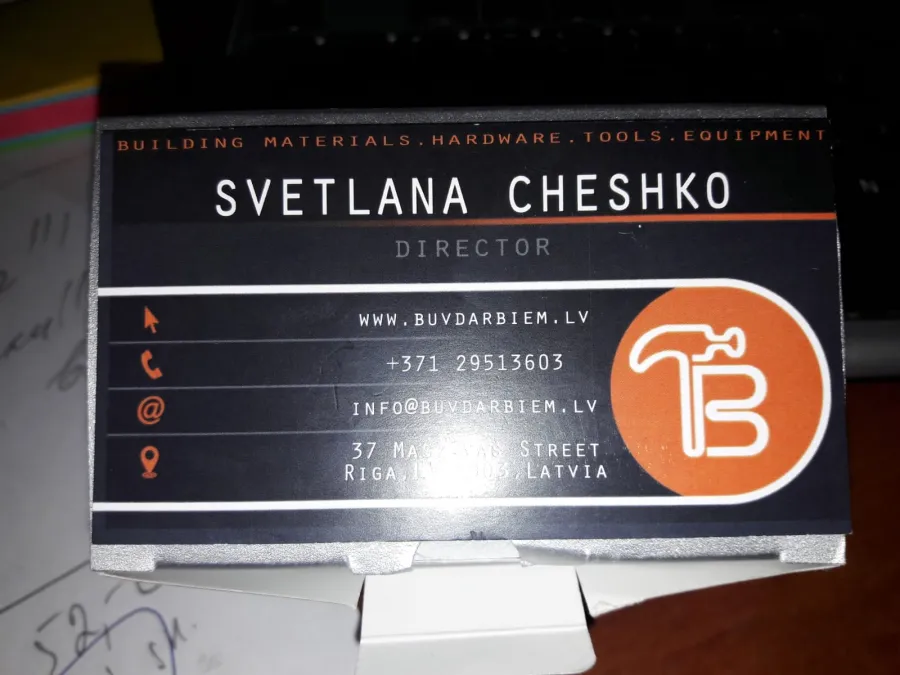 BUILDING MATERIALS.HARDWARE.TOOLS.EQUIPMENT
SVETLANA CHESHKO
DIRECTOR
WWW.BUVDARBIEM.LV
+371 29513603
INFO@BUVDARBIEM.LV
37 STREET
RIGA, LATVIA
TB